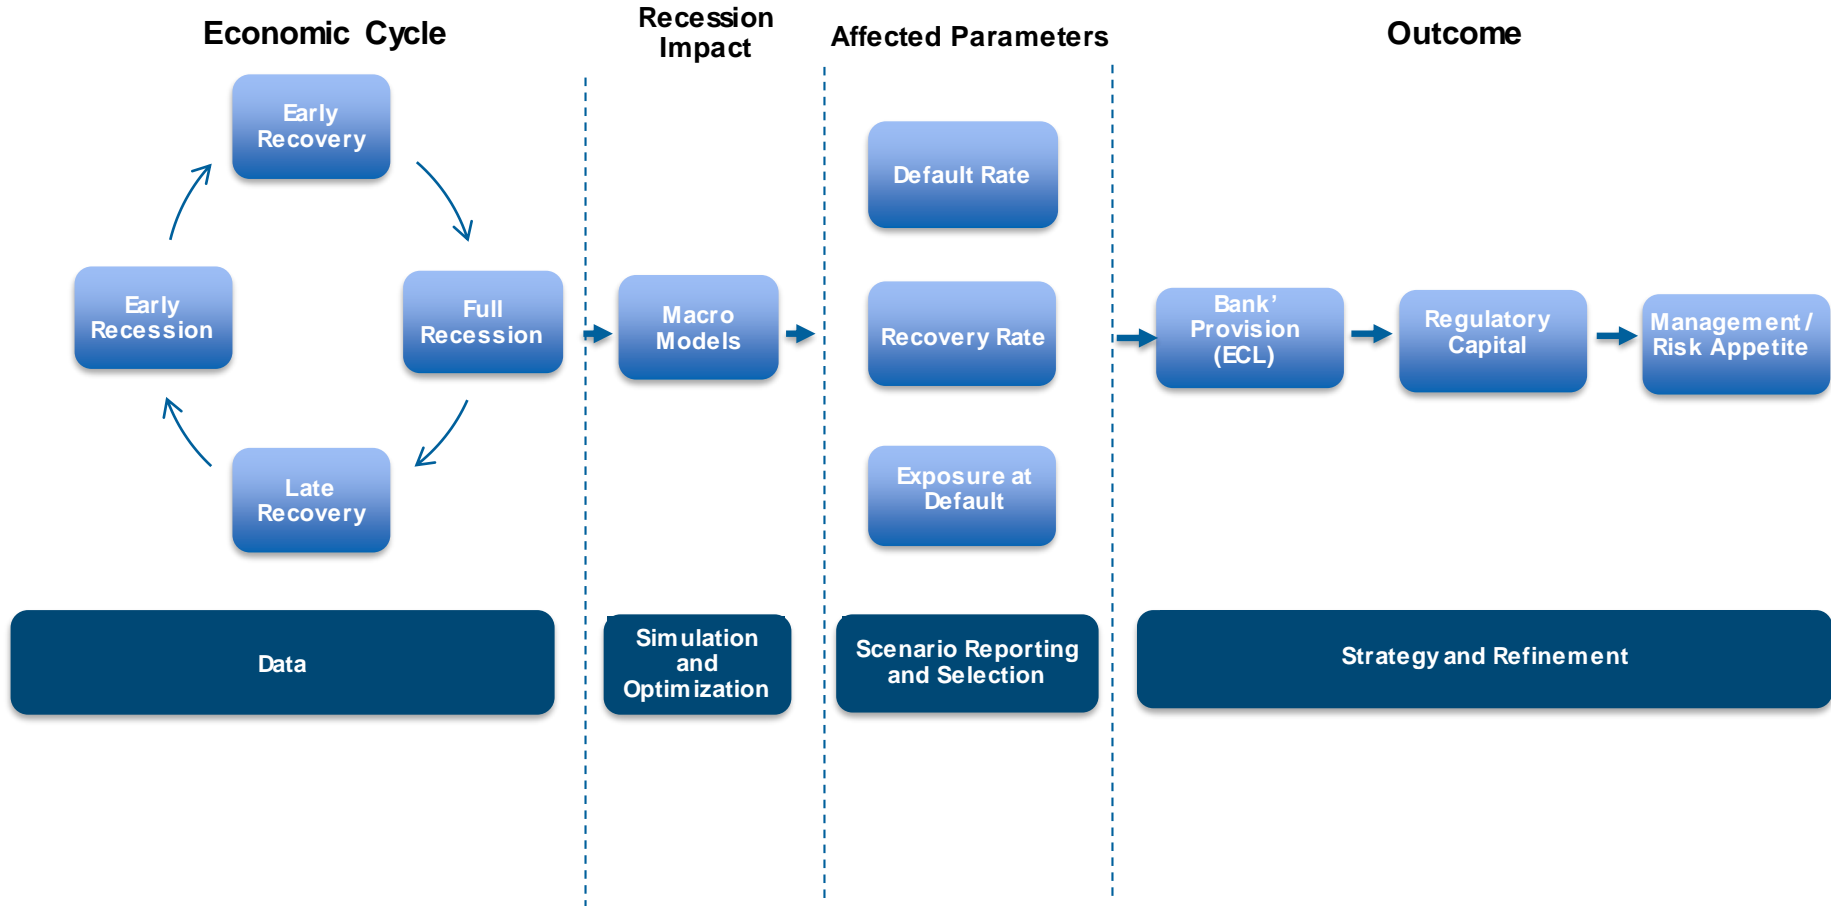 Economic Cycle
Recession
Impact
Affected Parameters
Outcome
Early
Recovery
Early
Recession
Full
Recession
Late
Recovery
Macro
Models
Default Rate
Recovery Rate
Exposure at
Default
Bank'
Provision
(ECL)
Regulatory
Capital
Management/
Risk Appetite
Data
Simulation
and
Optimization
Scenario Reporting
and Selection
Strategy and Refinement